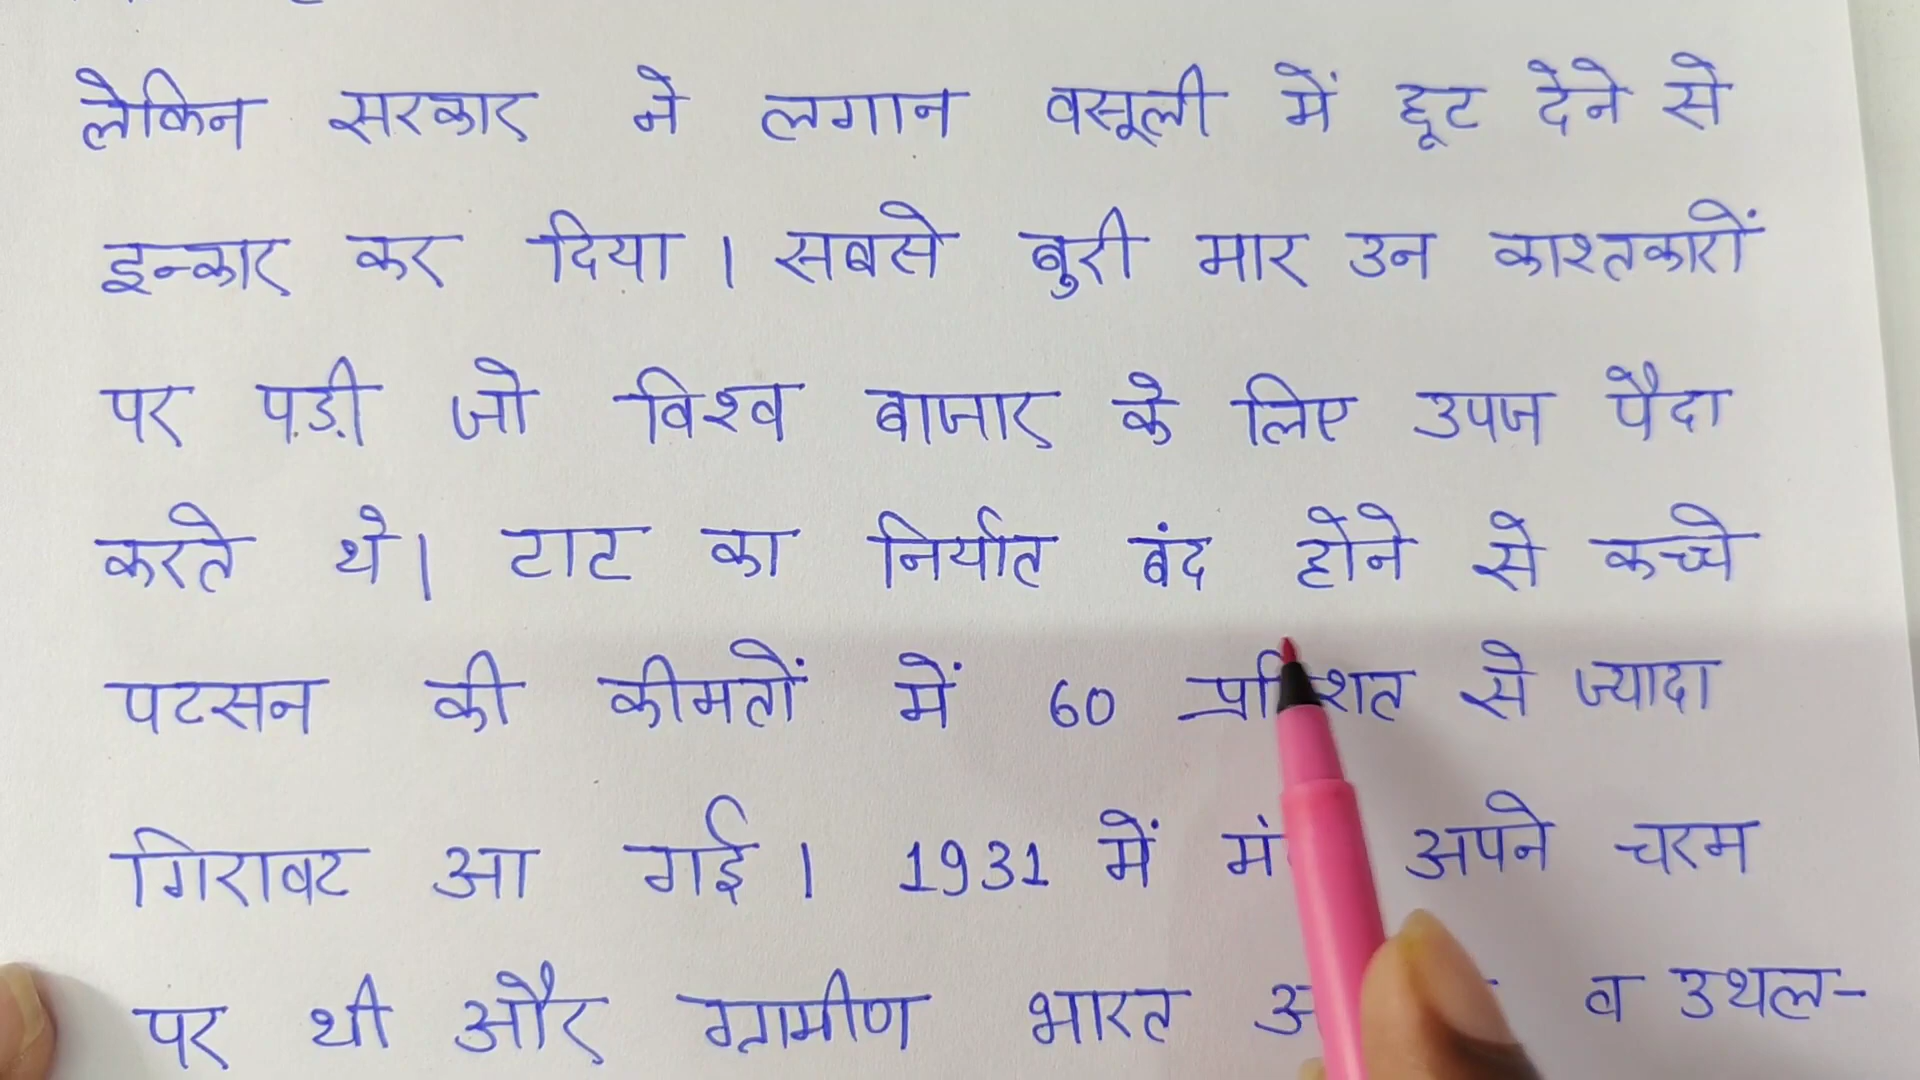 लेकिन सरकार ने लगान वसूली में छूट देने से
इन्कार कर दिया । सबसे बुरी मार उन काश्तकारों
पर पड़ी जो विश्व बाजार के लिए उपज पैदा
करते थे। टाट का निर्यात बंद होने से कच्चे
पटसन की कीमतों में 60 प्रतिशत से ज्यादा
गिरावट आ गई । 1931 में अपने चरम
पर थी और ग्रामीण भारत व उथल-